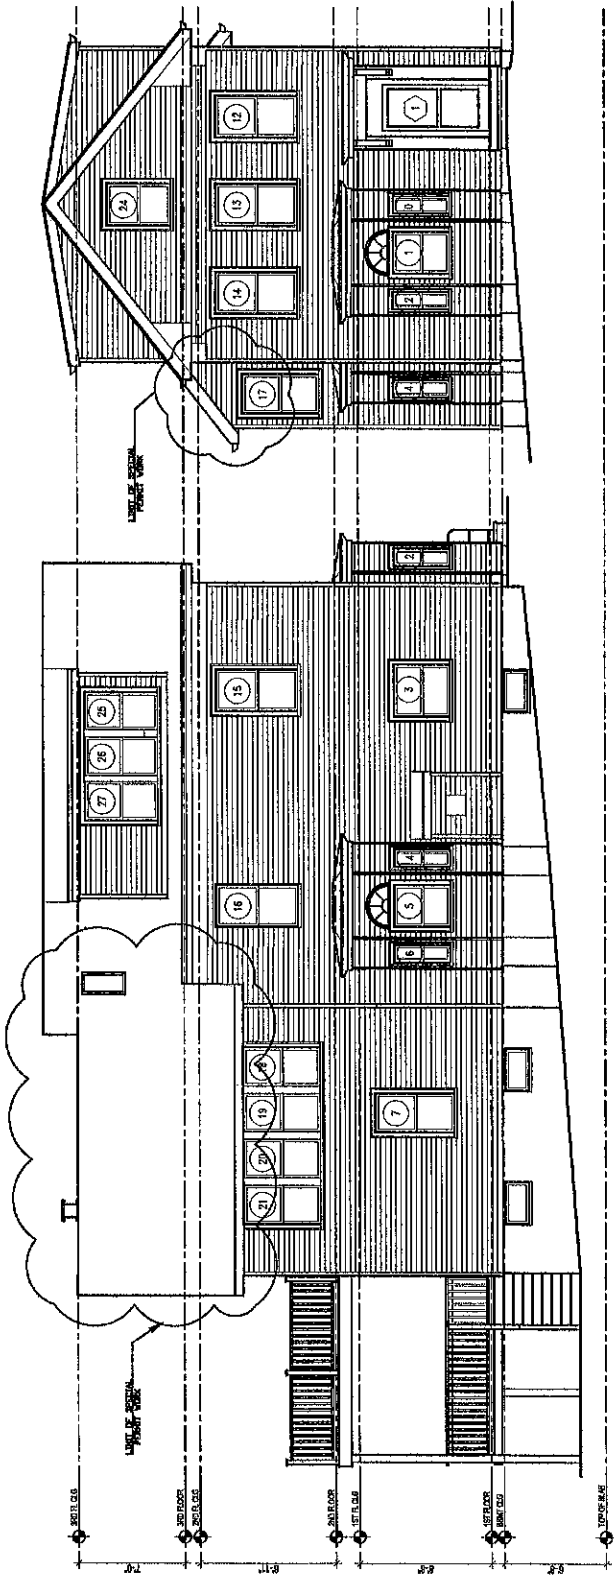 3RD FL CLG
3RD FLOOR
2ND FL CLG
2ND FLOOR
1ST FL CLG
1ST FLOOR
BSMT CLG
TOP OF SLAB
LIMIT OF SPECIAL
PERMIT WORK
21
20
19
18
16
15
27
26
25
7
6
5
4
3
2
LIMIT OF SPECIAL
PERMIT WORK
24
17
14
13
12
4
2
1
0
1